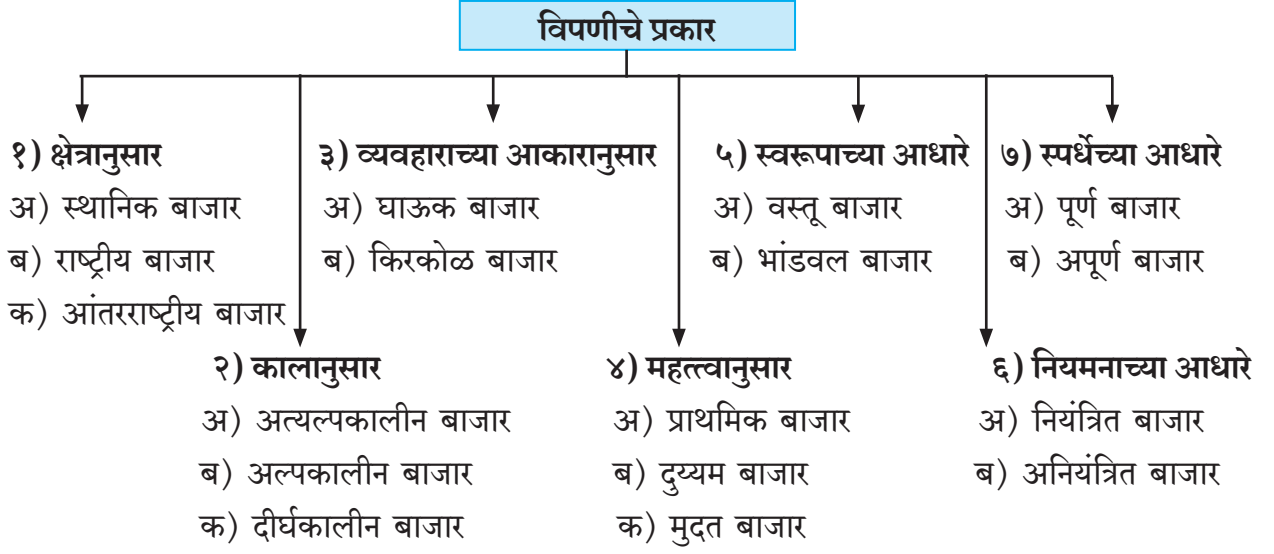 विपणीचे प्रकार
१) क्षेत्रानुसार
अ) स्थानिक बाजार
ब) राष्ट्रीय बाजार
क) आंतरराष्ट्रीय बाजार
२) कालानुसार
अ) अत्यल्पकालीन बाजार
ब) अल्पकालीन बाजार
क) दीर्घकालीन बाजार
३) व्यवहाराच्या आकारानुसार
अ) घाऊक बाजार
ब) किरकोळ बाजार
४) महत्त्वानुसार
अ) प्राथमिक बाजार
ब) दुय्यम बाजार
क) मुदत बाजार
५) स्वरूपाच्या आधारे
अ) वस्तू बाजार
ब) भांडवल बाजार
६) नियमनाच्या आधारे
अ) नियंत्रित बाजार
ब) अनियंत्रित बाजार
७) स्पर्धेच्या आधारे
अ) पूर्ण बाजार
ब) अपूर्ण बाजार